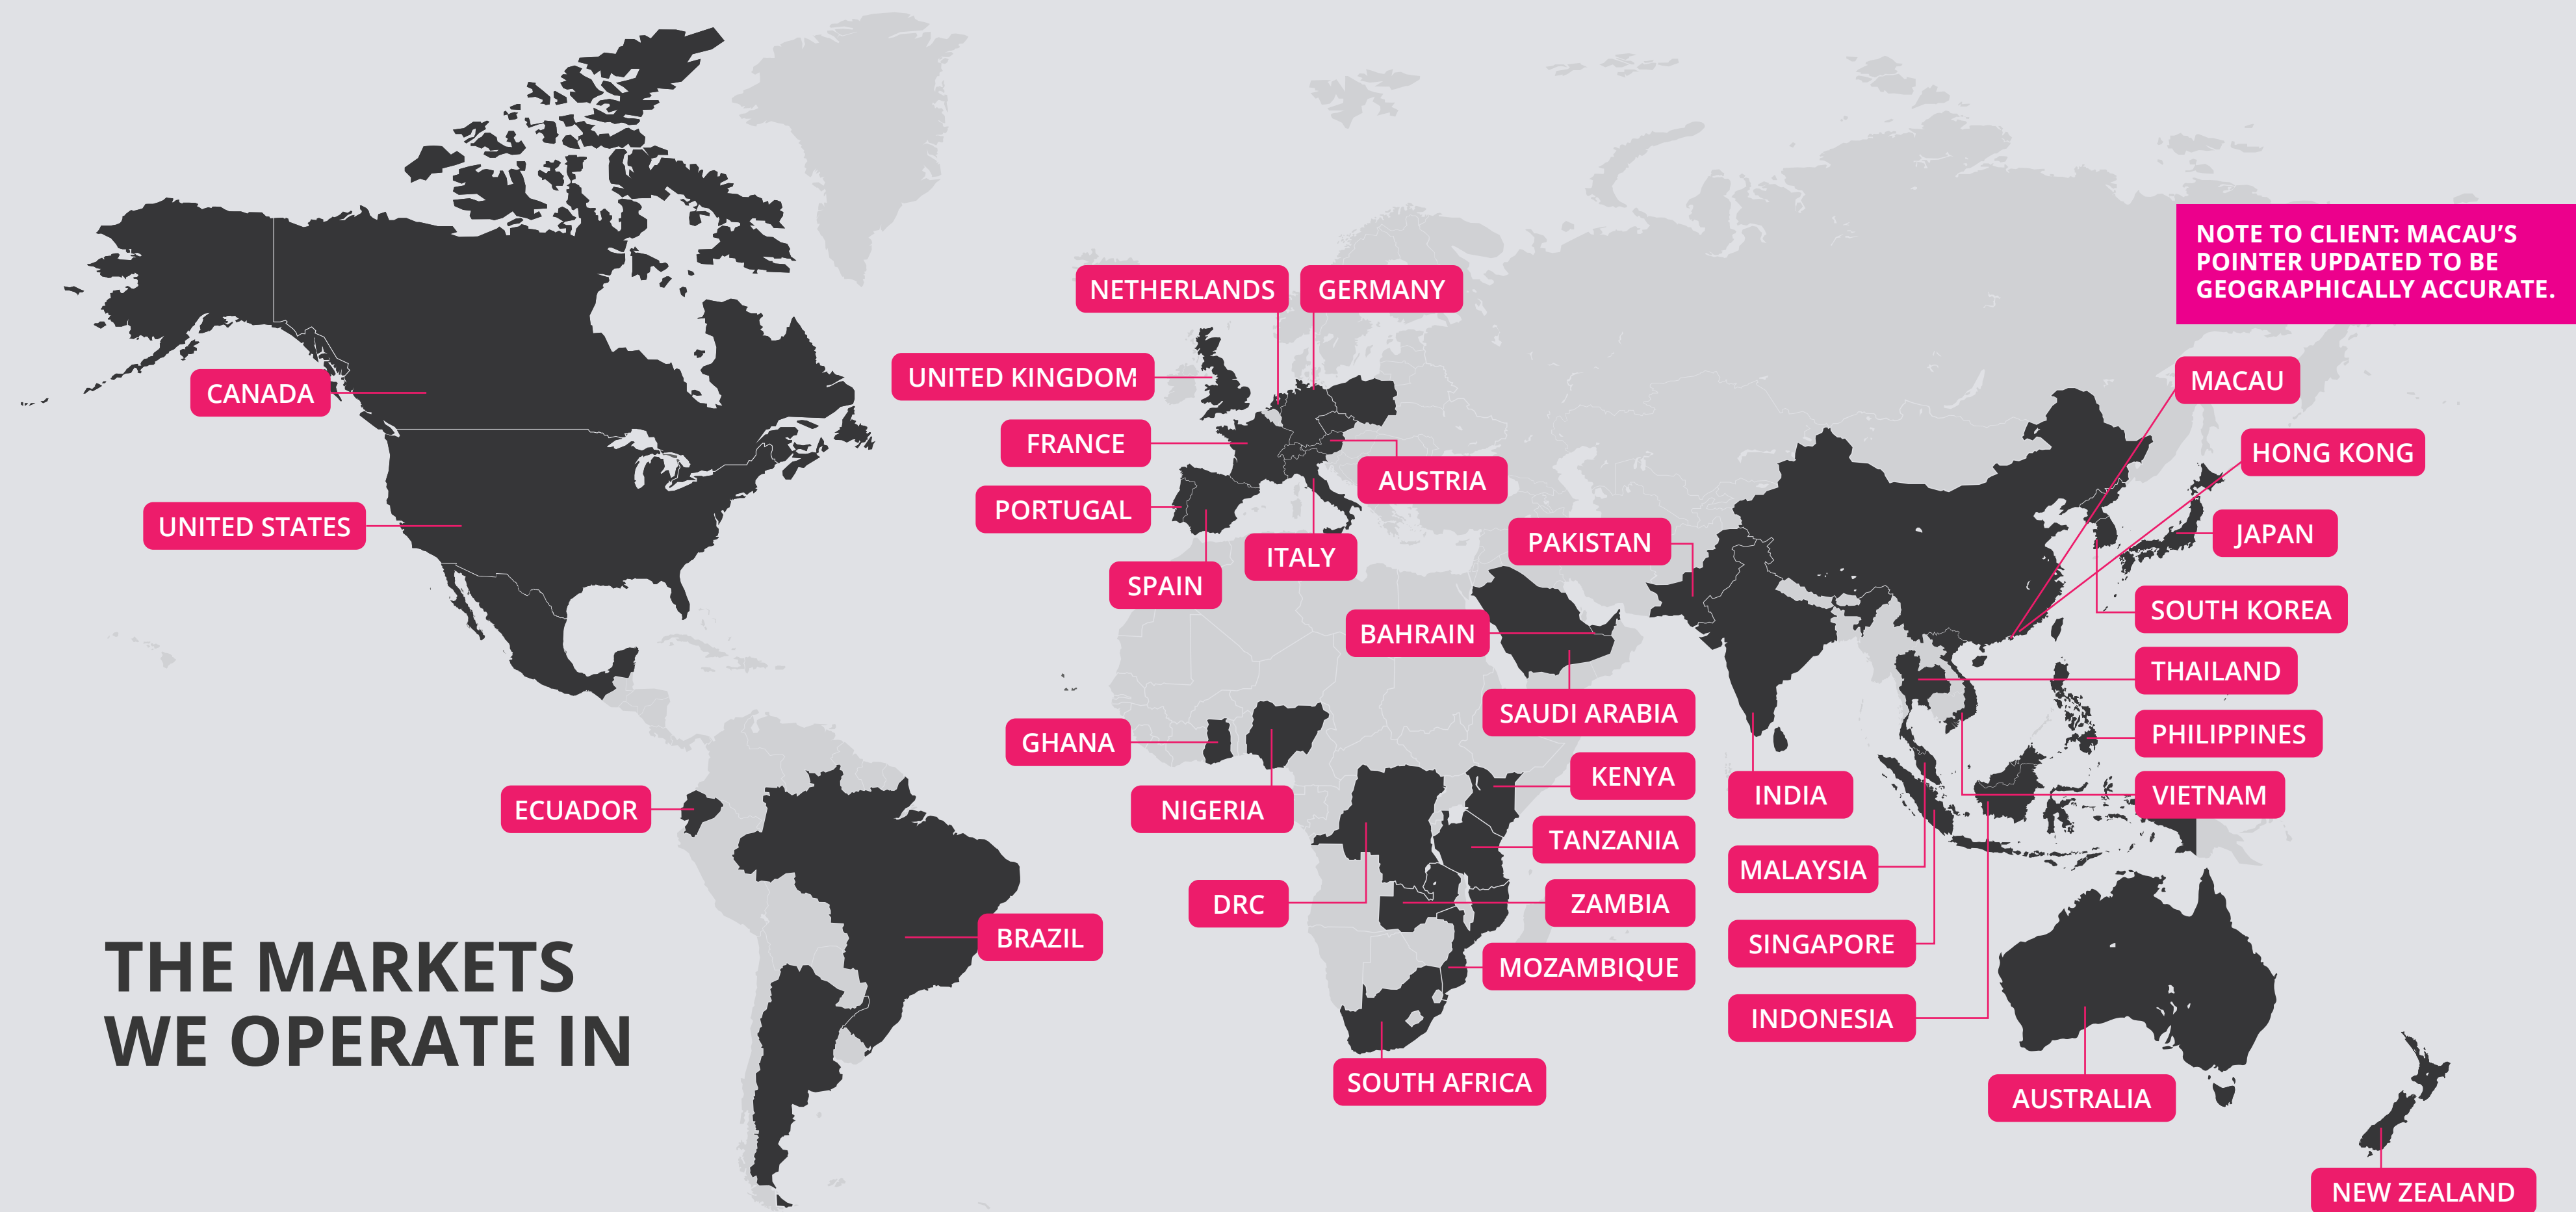 NOTE TO CLIENT: MACAU’S
POINTER UPDATED TO BE
GEOGRAPHICALLY ACCURATE.
NETHERLANDS
GERMANY
UNITED KINGDOM
CANADA
MACAU
FRANCE
HONG KONG
AUSTRIA
PORTUGAL
UNITED STATES
JAPAN
PAKISTAN
ITALY
SPAIN
SOUTH KOREA
BAHRAIN
THAILAND
SAUDI ARABIA
PHILIPPINES
GHANA
KENYA
INDIA
VIETNAM
ECUADOR
NIGERIA
TANZANIA
MALAYSIA
DRC
ZAMBIA
BRAZIL
SINGAPORE
MOZAMBIQUE
THE MARKETS
WE OPERATE IN
INDONESIA
SOUTH AFRICA
AUSTRALIA
NEW ZEALAND